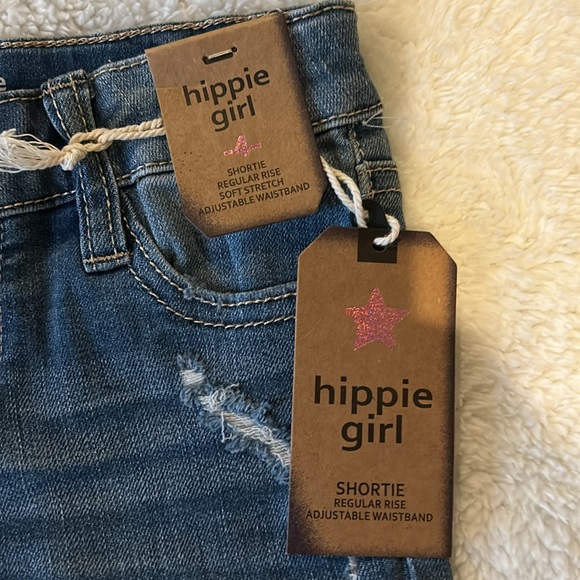 hippie
girl
SHORTIE
REGULAR RISE
SOFT STRETCH
ADJUSTABLE WAISTBAND
hippie
girl
SHORTIE
REGULAR RISE
ADJUSTABLE WAISTBAND